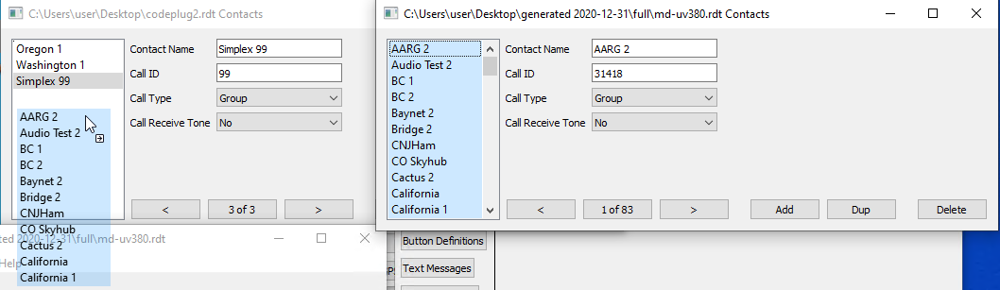 C:\Users\user\Desktop\codeplug2.rdt Contacts
Oregon 1
Washington 1
Simplex 99
AARG 2
Audio Test 2
BC 1
BC 2
Baynet 2
Bridge 2
CNJHam
CO Skyhub
Cactus 2
California
California 1
Contact Name Simplex 99
Call ID 99
Call Type Group
Call Receive Tone No
< 3 of 3 >
C:\Users\user\Desktop\generated 2020-12-31\full\md-uv380.rdt Contacts
AARG 2
Audio Test 2
BC 1
BC 2
Baynet 2
Bridge 2
CNJHam
CO Skyhub
Cactus 2
California
California 1
Contact Name AARG 2
Call ID 31418
Call Type Group
Call Receive Tone No
< 1 of 83 > Add Dup Delete
2020-12-31\full\md-uv380.rdt
Help
Button Definitions
Text Messages